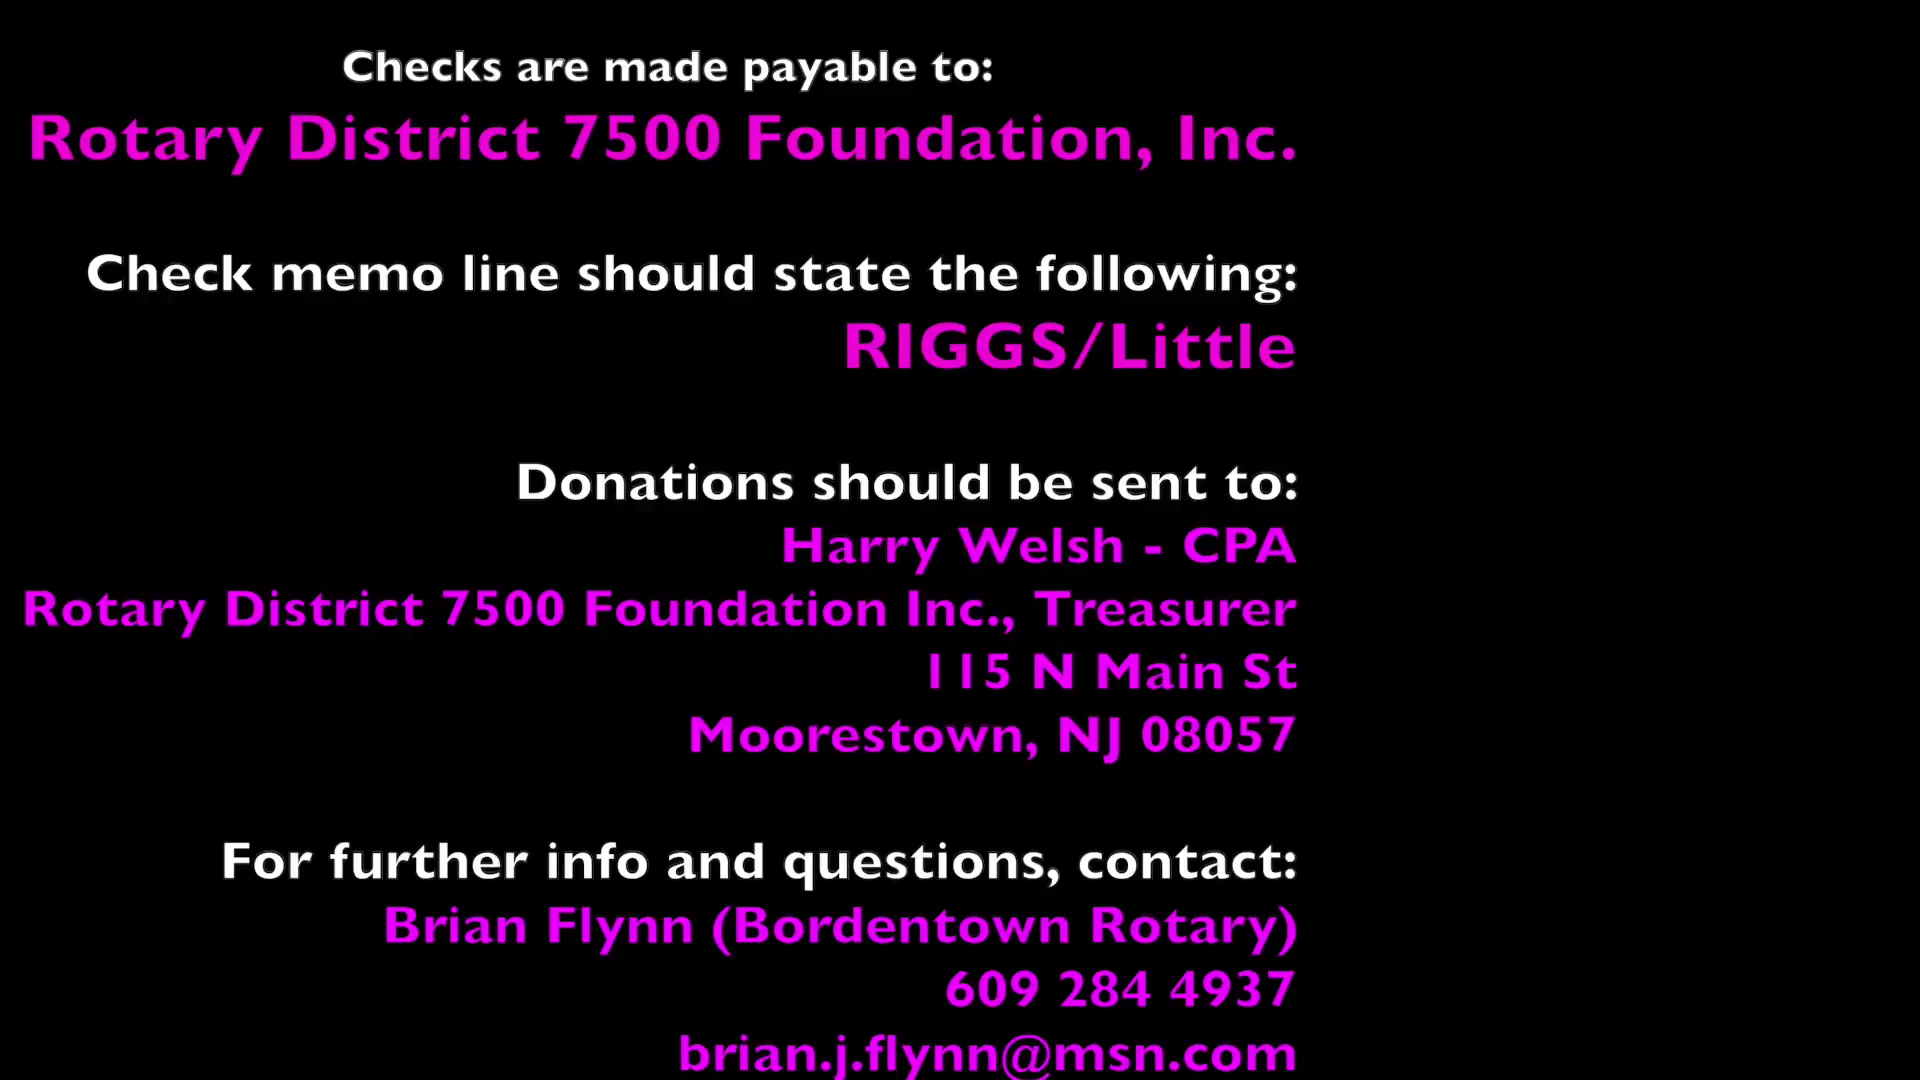 Checks are made payable to:
Rotary District 7500 Foundation, Inc.
Check memo line should state the following:
RIGGS/Little
Donations should be sent to:
Harry Welsh - CPA
Rotary District 7500 Foundation Inc., Treasurer
115 N Main St
Moorestown, NJ 08057
For further info and questions, contact:
Brian Flynn (Bordentown Rotary)
609 284 4937
brian.j.flynn@msn.com